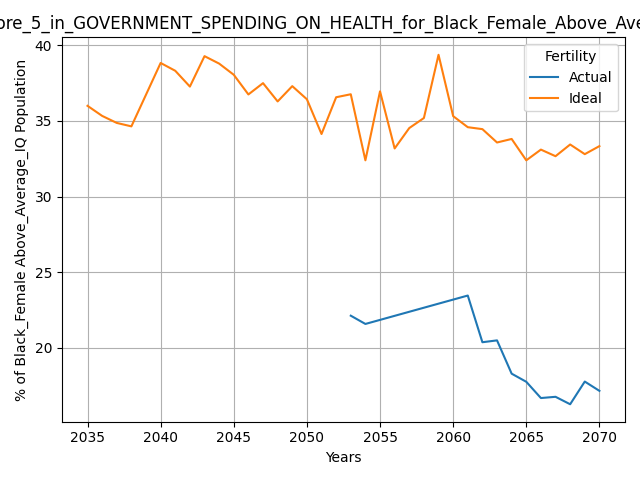 ore_5_in_GOVERNMENT_SPENDING_ON_HEALTH_for_Black_Female_Above_Ave
40
35
30
25
20
% of Black_Female Above_Average_IQ Population
Fertility
Actual
Ideal
2035 2040 2045 2050 2055 2060 2065 2070
Years